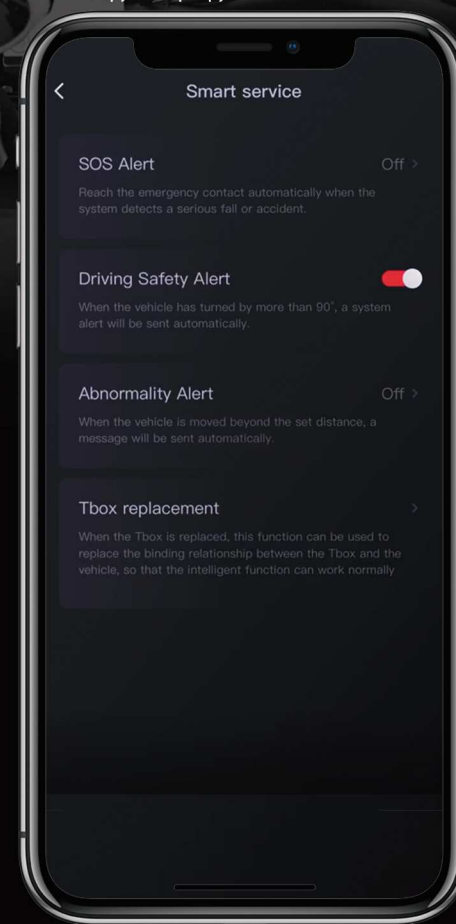 Smart service
SOS Alert
Off >
Reach the emergency contact automatically when the
system detects a serious fall or accident.
Driving Safety Alert
When the vehicle has turned by more than 90°, a system
alert will be sent automatically.
Abnormality Alert
Off >
When the vehicle is moved beyond the set distance, a
message will be sent automatically.
Tbox replacement
When the Tbox is replaced, this function can be used to
replace the binding relationship between the Tbox and the
vehicle, so that the intelligent function can work normally